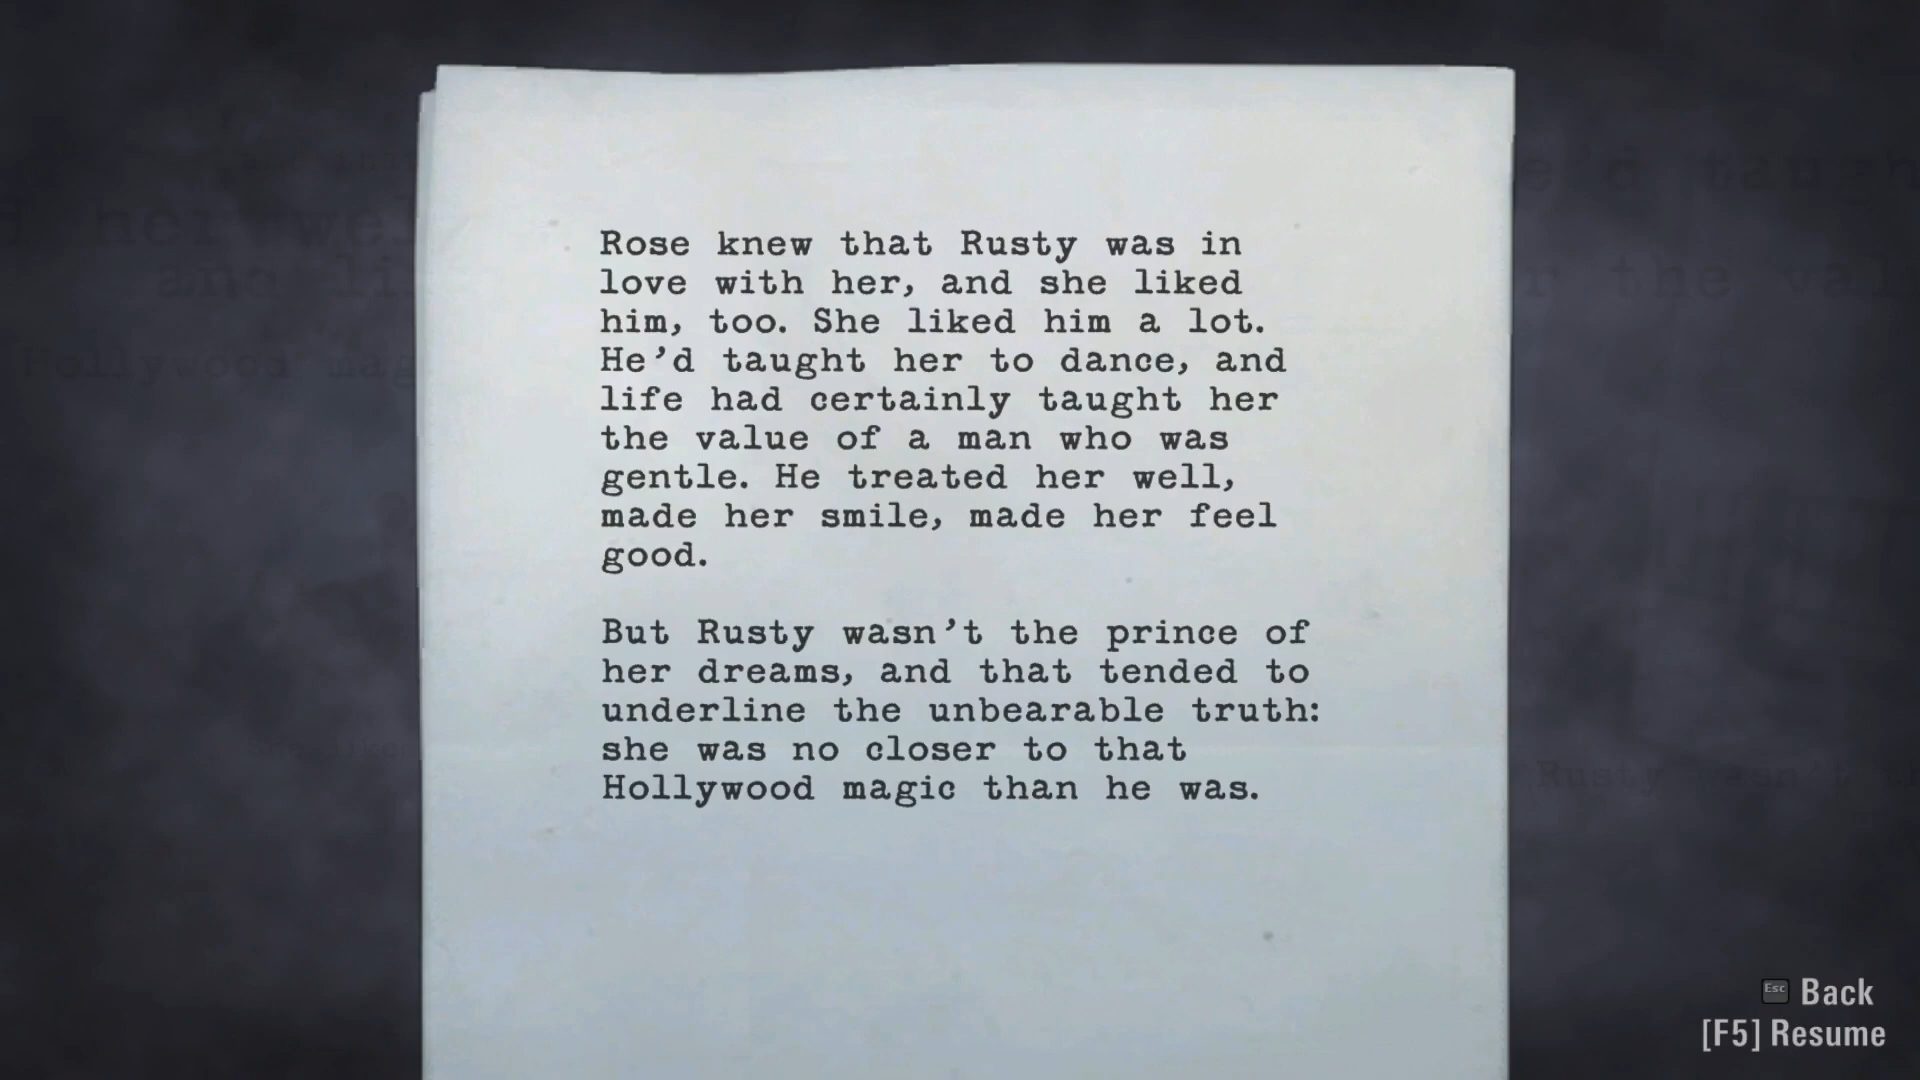 Rose knew that Rusty was in
love with her, and she liked
him, too. She liked him a lot.
He'd taught her to dance, and
life had certainly taught her
the value of a man who was
gentle. He treated her well,
made her smile, made her feel
good.
But Rusty wasn't the prince of
her dreams, and that tended to
underline the unbearable truth:
she was no closer to that
Hollywood magic than he was.
Esc Back
[F5] Resume